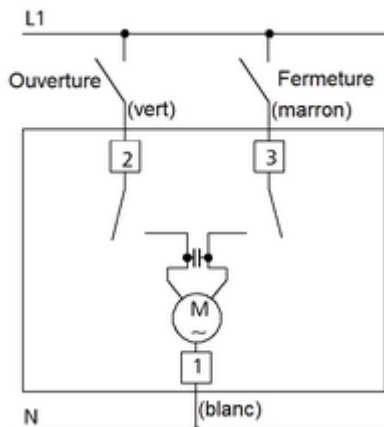 L1
Ouverture
Fermeture
(vert)
(marron)
2
3
M
~
1
(blanc)
N